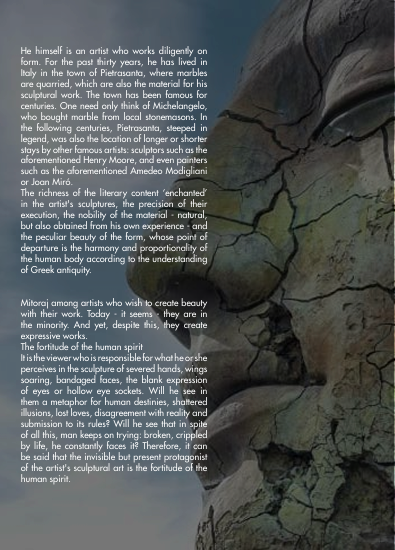 He himself is an artist who works diligently on
form. For the past thirty years, he has lived in
Italy in the town of Pietrasanta, where marbles
are quarried, which are also the material for his
sculptural work. The town has been famous for
centuries. One need only think of Michelangelo,
who bought marble from local stonemasons. In
the following centuries, Pietrasanta, steeped in
legend, was also the location of longer or shorter
stays by other famous artists: sculptors such as the
aforementioned Henry Moore, and even painters
such as the aforementioned Amedeo Modigliani
or Joan Miró.
The richness of the literary content ‘enchanted’
in the artist's sculptures, the precision of their
execution, the nobility of the material - natural,
but also obtained from his own experience - and
the peculiar beauty of the form, whose point of
departure is the harmony and proportionality of
the human body according to the understanding
of Greek antiquity.
Mitoraj among artists who wish to create beauty
with their work. Today - it seems - they are in
the minority. And yet, despite this, they create
expressive works.
The fortitude of the human spirit
It is the viewer who is responsible for what he or she
perceives in the sculpture of severed hands, wings
soaring, bandaged faces, the blank expression
of eyes or hollow eye sockets. Will he see in
them a metaphor for human destinies, shattered
illusions, lost loves, disagreement with reality and
submission to its rules? Will he see that in spite
of all this, man keeps on trying: broken, crippled
by life, he constantly faces it? Therefore, it can
be said that the invisible but present protagonist
of the artist's sculptural art is the fortitude of the
human spirit.